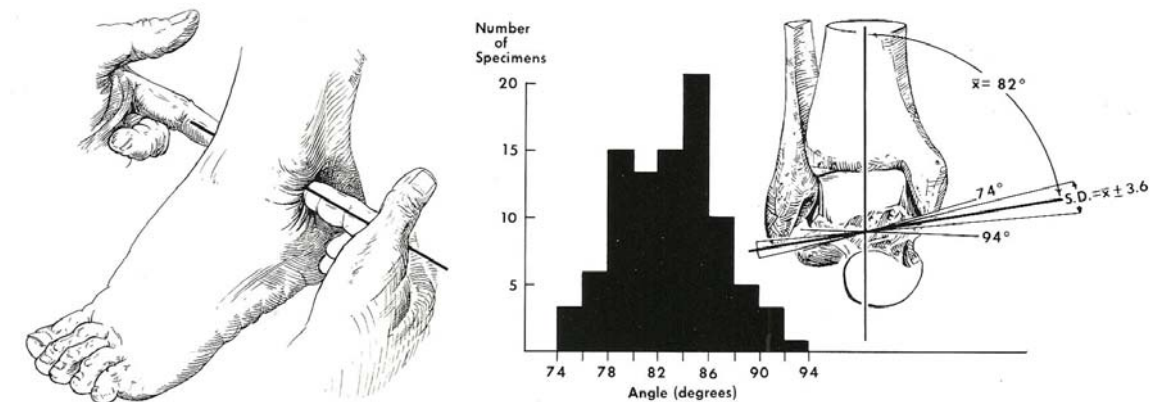 Number
of
Specimens
20
15
10
5
74 78 82 86 90 94
Angle (degrees)
x̄= 82°
74°
S.D.=x̄ ± 3.6
94°